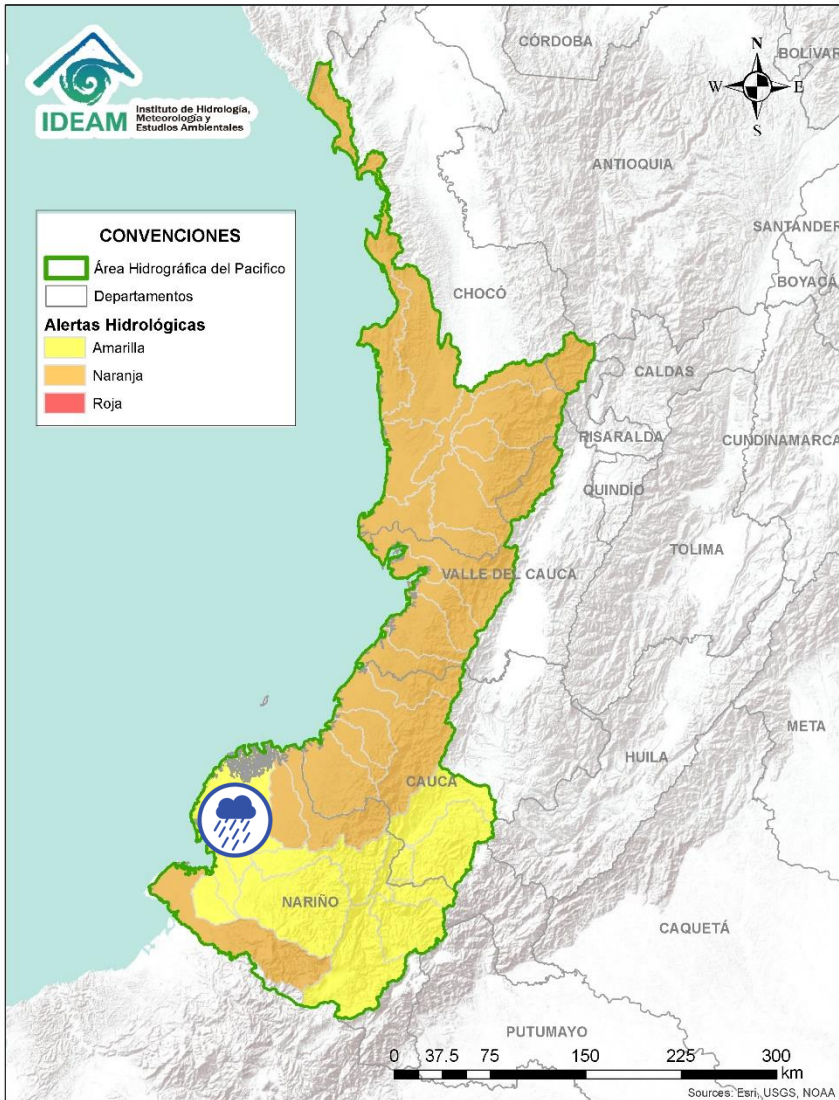 IDEAM
Instituto de Hidrología,
Meteorología y
Estudios Ambientales
N
W
E
S
CONVENCIONES
Área Hidrográfica del Pacifico
Departamentos
Alertas Hidrológicas
Amarilla
Naranja
Roja
CÓRDOBA
BOLÍVAR
ANTIOQUIA
SANTANDER
BOYACÁ
CHOCÓ
CALDAS
RISARALDA
CUNDINAMARCA
QUINDÍO
TOLIMA
VALLE DEL CAUCA
META
HUILA
CAUCA
NARIÑO
CAQUETÁ
PUTUMAYO
0 37.5 75 150 225 300
km
Sources: Esri, USGS, NOAA